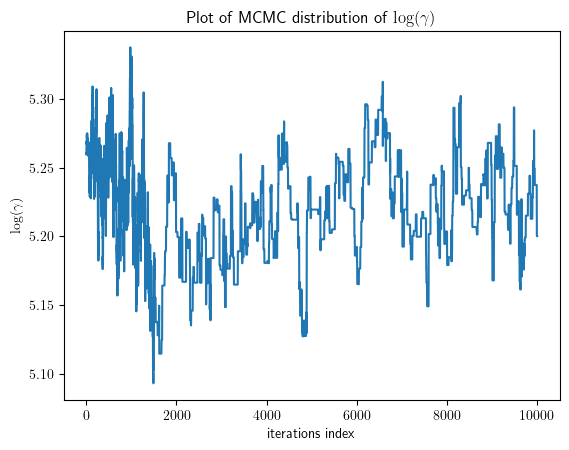 Plot of MCMC distribution of log(γ)
log(γ)
5.30
5.25
5.20
5.15
5.10
0 2000 4000 6000 8000 10000
iterations index